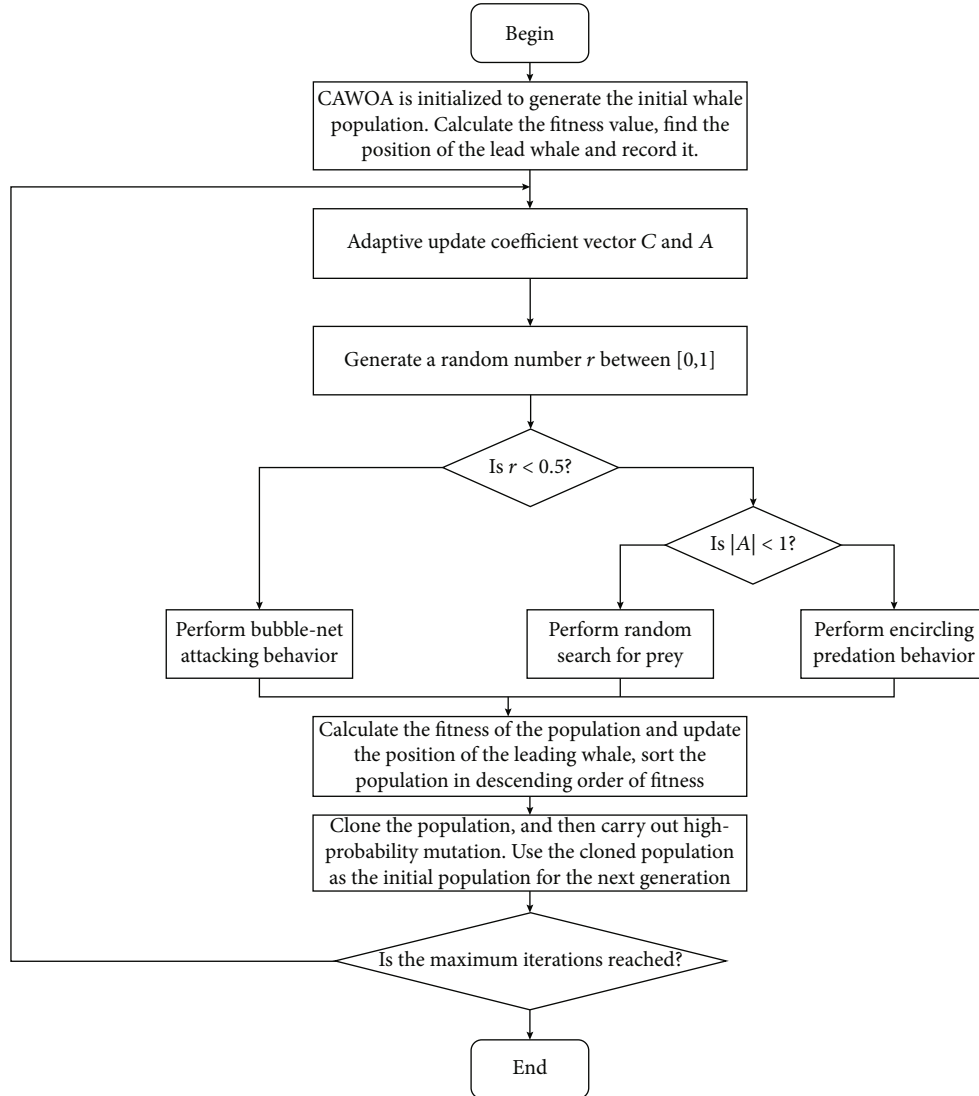 Begin
CAWOA is initialized to generate the initial whale
population. Calculate the fitness value, find the
position of the lead whale and record it.
Adaptive update coefficient vector C and A
Generate a random number r between [0,1]
Is r < 0.5?
Is |A| < 1?
Perform bubble-net
attacking behavior
Perform random
search for prey
Perform encircling
predation behavior
Calculate the fitness of the population and update
the position of the leading whale, sort the
population in descending order of fitness
Clone the population, and then carry out high-
probability mutation. Use the cloned population
as the initial population for the next generation
Is the maximum iterations reached?
End